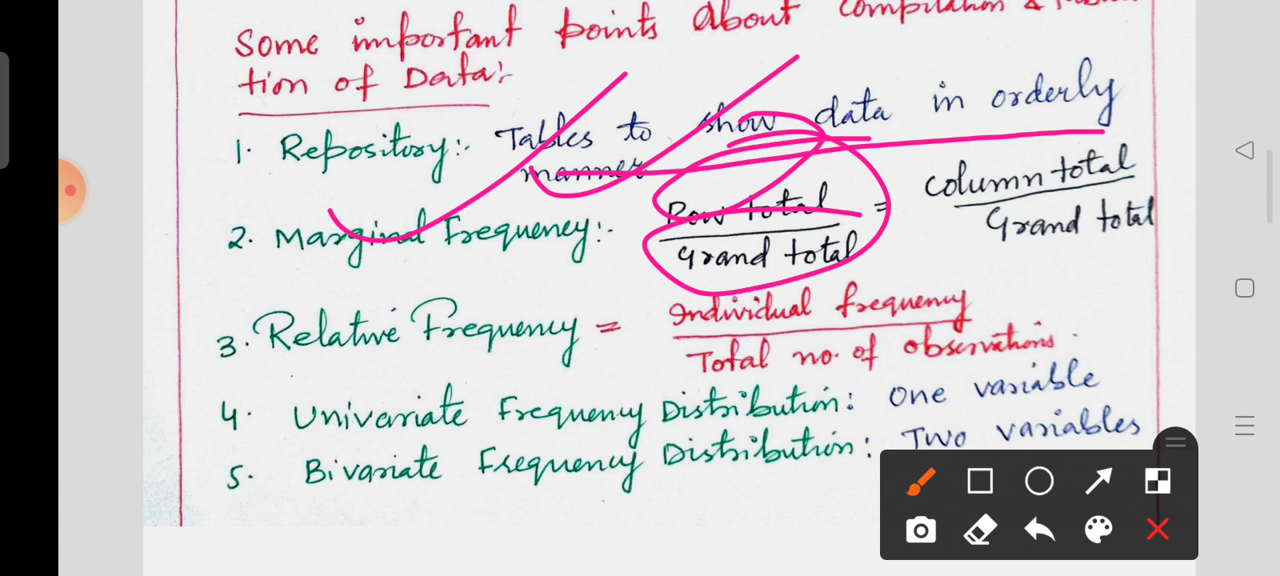 Some important points about Compilation &
tion of Data:-
1. Repository:- Tables to show data in orderly
manner
2. Marginal Frequency:- Row total / Grand total = Column total / Grand total
3. Relative Frequency = Individual frequency / Total no. of observations.
4. Univariate Frequency Distribution: One variable
5. Bivariate Frequency Distribution: Two variables